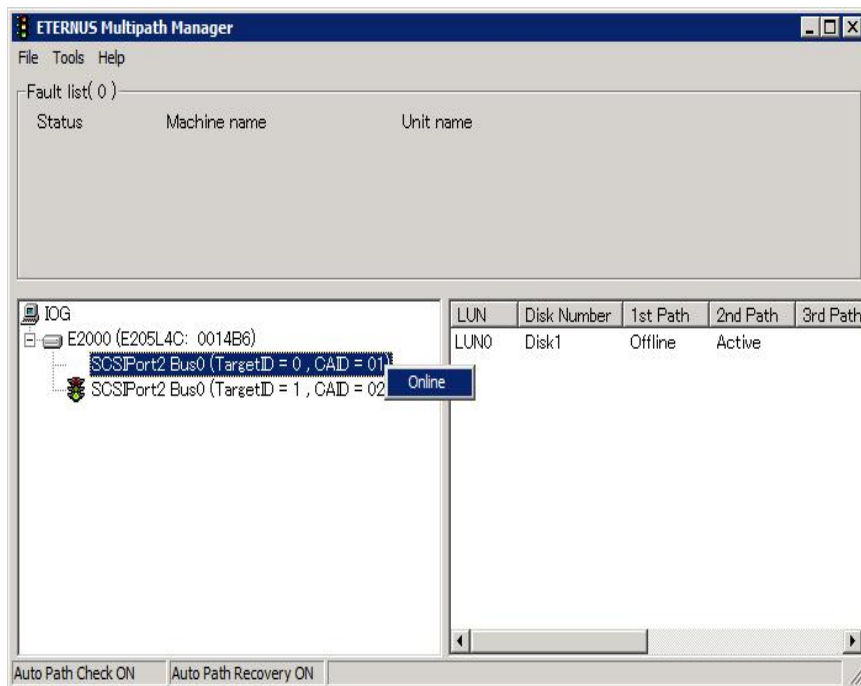 ETERNUS Multipath Manager
File Tools Help
Fault list( 0 )
Status Machine name Unit name
IOG
E2000 (E205L4C: 0014B6)
SCSIPort2 Bus0 (TargetID = 0 , CAID = 01)
SCSIPort2 Bus0 (TargetID = 1 , CAID = 02
Online
LUN Disk Number 1st Path 2nd Path 3rd Path
LUN0 Disk1 Offline Active
Auto Path Check ON Auto Path Recovery ON